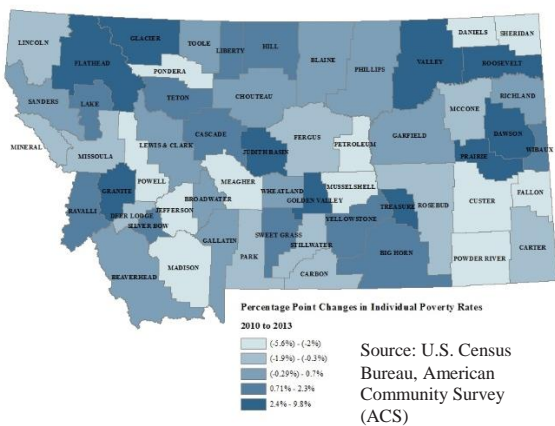 DANIELS SHERIDAN
LINCOLN GLACIER TOOLE LIBERTY HILL BLAINE PHILLIPS VALLEY ROOSEVELT
FLATHEAD PONDERA
SANDERS LAKE TETON CHOUTEAU MCCONE RICHLAND
MINERAL MISSOULA LEWIS & CLARK CASCADE JUDITH BASIN FERGUS PETROLEUM GARFIELD DAWSON PRAIRIE WIBAUX
POWELL MEAGHER WHEATLAND GOLDEN VALLEY MUSSELSHELL
GRANITE BROADWATER TREASURE ROSEBUD CUSTER FALLON
RAVALLI DEER LODGE JEFFERSON SWEET GRASS YELLOWSTONE
SILVER BOW GALLATIN STILLWATER BIG HORN
BEAVERHEAD MADISON PARK CARBON POWDER RIVER CARTER
Percentage Point Changes in Individual Poverty Rates
2010 to 2013
(-5.6%) - (-2%)
(-1.9%) - (-0.3%)
(-0.29%) - 0.7%
0.71% - 2.3%
2.4% - 9.8%
Source: U.S. Census
Bureau, American
Community Survey
(ACS)